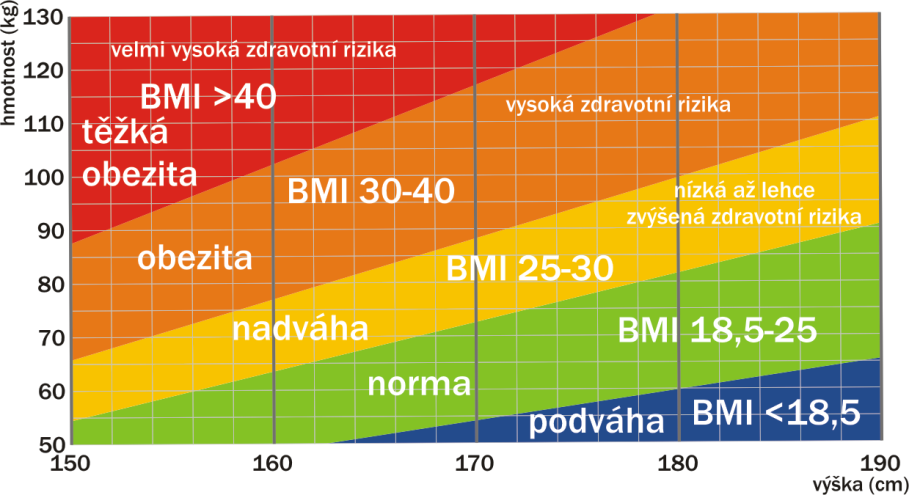 hmotnost (kg)
130
120
110
100
90
80
70
60
50
velmi vysoká zdravotní rizika
BMI >40
těžká
obezita
vysoká zdravotní rizika
BMI 30-40
obezita
nízká až lehce
zvýšená zdravotní rizika
BMI 25-30
nadváha
BMI 18,5-25
norma
podváha
BMI <18,5
150
160
170
180
190
výška (cm)